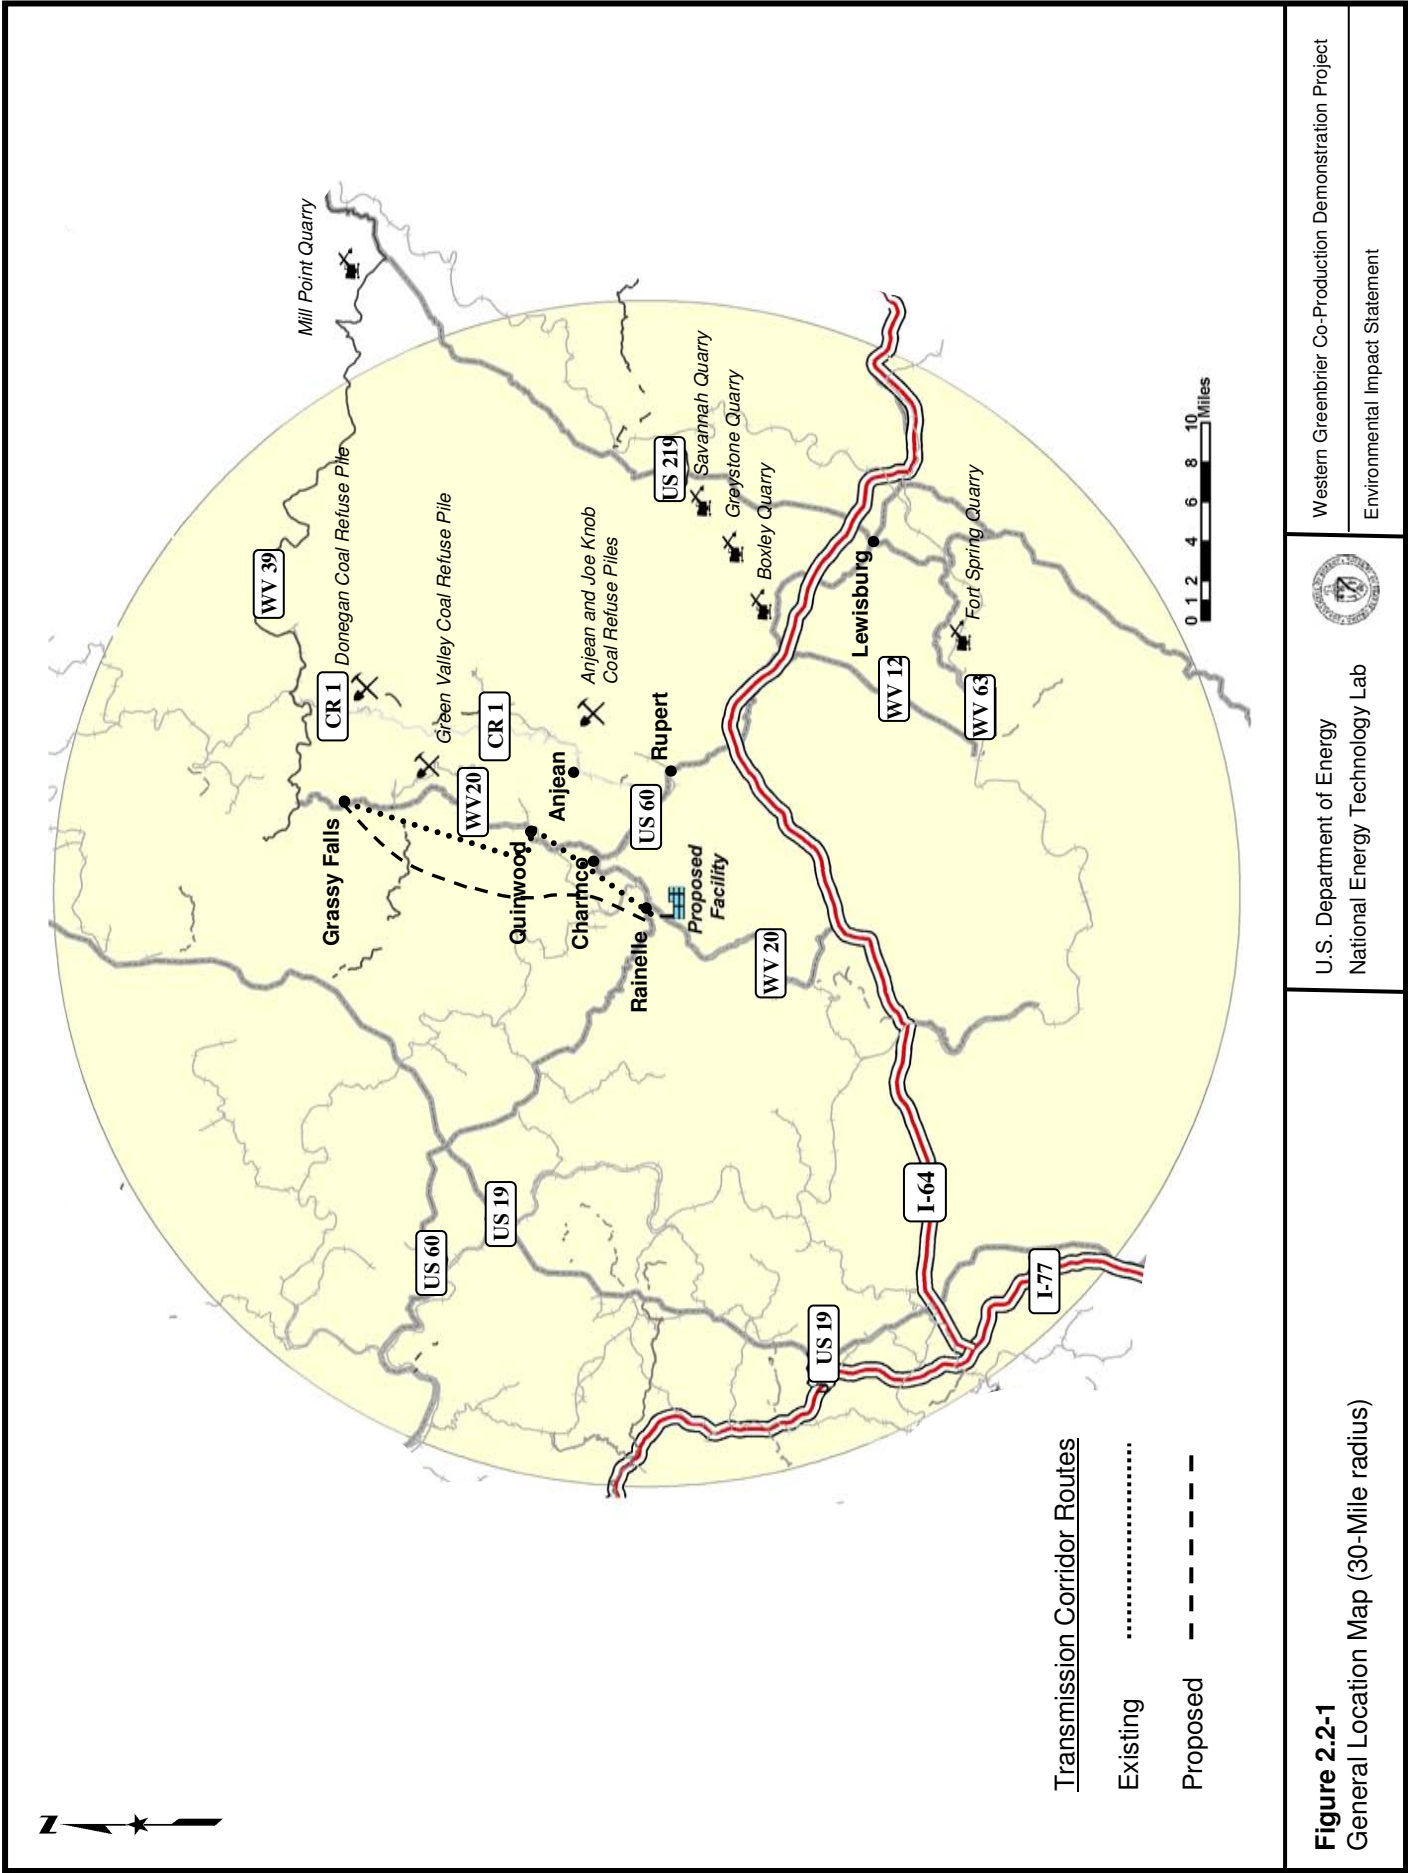 Mill Point Quarry
WV 39
Donegan Coal Refuse Pile
CR 1
Green Valley Coal Refuse Pile
CR 1
Grassy Falls
WV20
Anjean and Joe Knob
Coal Refuse Piles
Anjean
Quinwood
Charmco
US 60
Rupert
US 219
Savannah Quarry
Greystone Quarry
Boxley Quarry
Rainelle
Proposed
Facility
WV 20
Lewisburg
WV 12
Fort Spring Quarry
WV 63
US 60
US 19
US 19
I-64
I-77
N
Transmission Corridor Routes
Existing
Proposed
0 1 2 4 6 8 10
Miles
Figure 2.2-1
General Location Map (30-Mile radius)
U.S. Department of Energy
National Energy Technology Lab
Western Greenbrier Co-Production Demonstration Project
Environmental Impact Statement